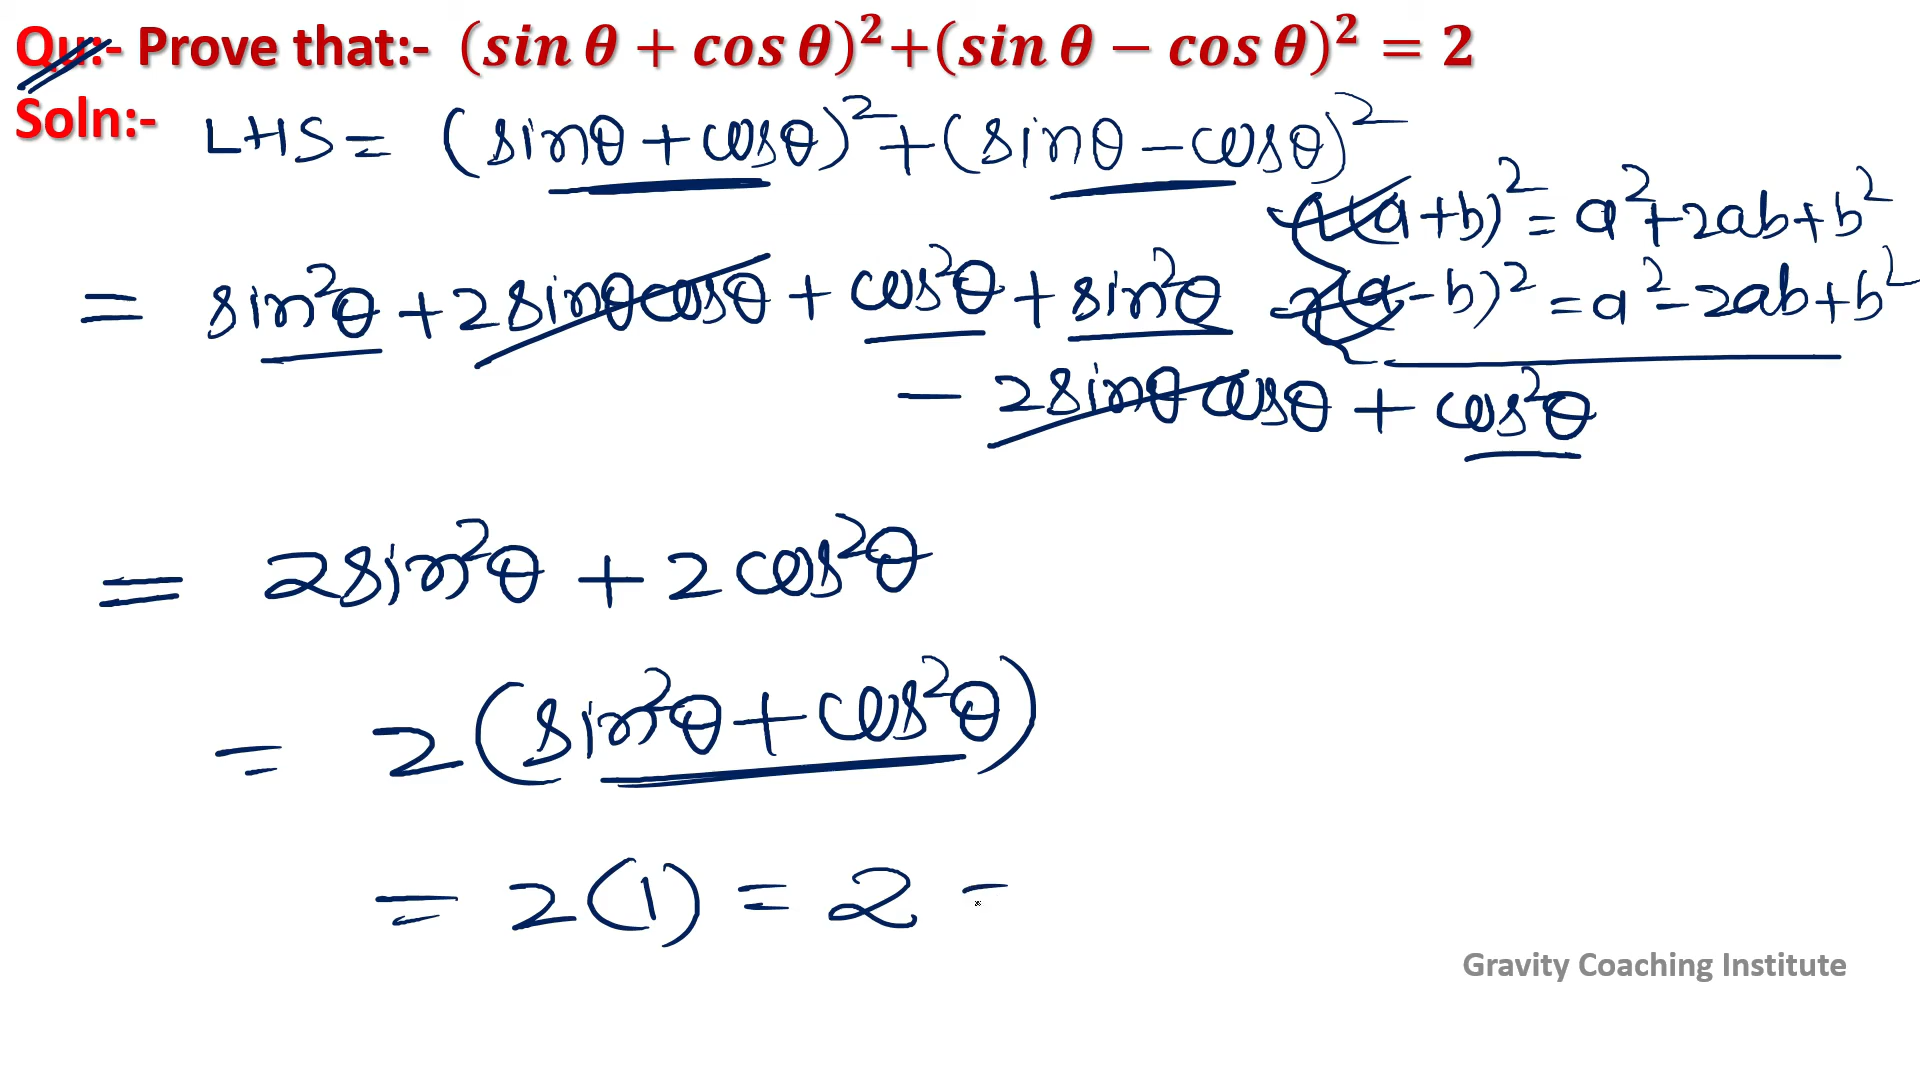 Qu:- Prove that:- (sin θ + cos θ)²+(sin θ − cos θ)² = 2
Soln:- LHS = (sinθ + cosθ)² + (sinθ − cosθ)²
(a+b)² = a²+2ab+b²
= sin²θ + 2sinθcosθ + cos²θ + sin²θ
(a-b)² = a²-2ab+b²
− 2sinθcosθ + cos²θ
= 2sin²θ + 2cos²θ
= 2(sin²θ + cos²θ)
= 2(1) = 2 =
Gravity Coaching Institute